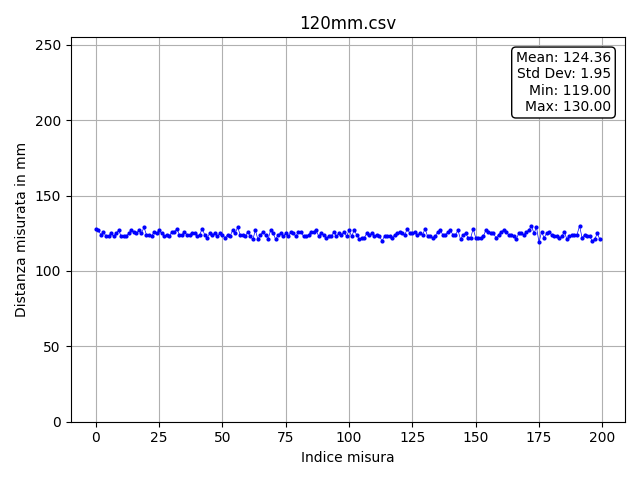 120mm.csv
Mean: 124.36
Std Dev: 1.95
Min: 119.00
Max: 130.00
Distanza misurata in mm
250
200
150
100
50
0
0 25 50 75 100 125 150 175 200
Indice misura